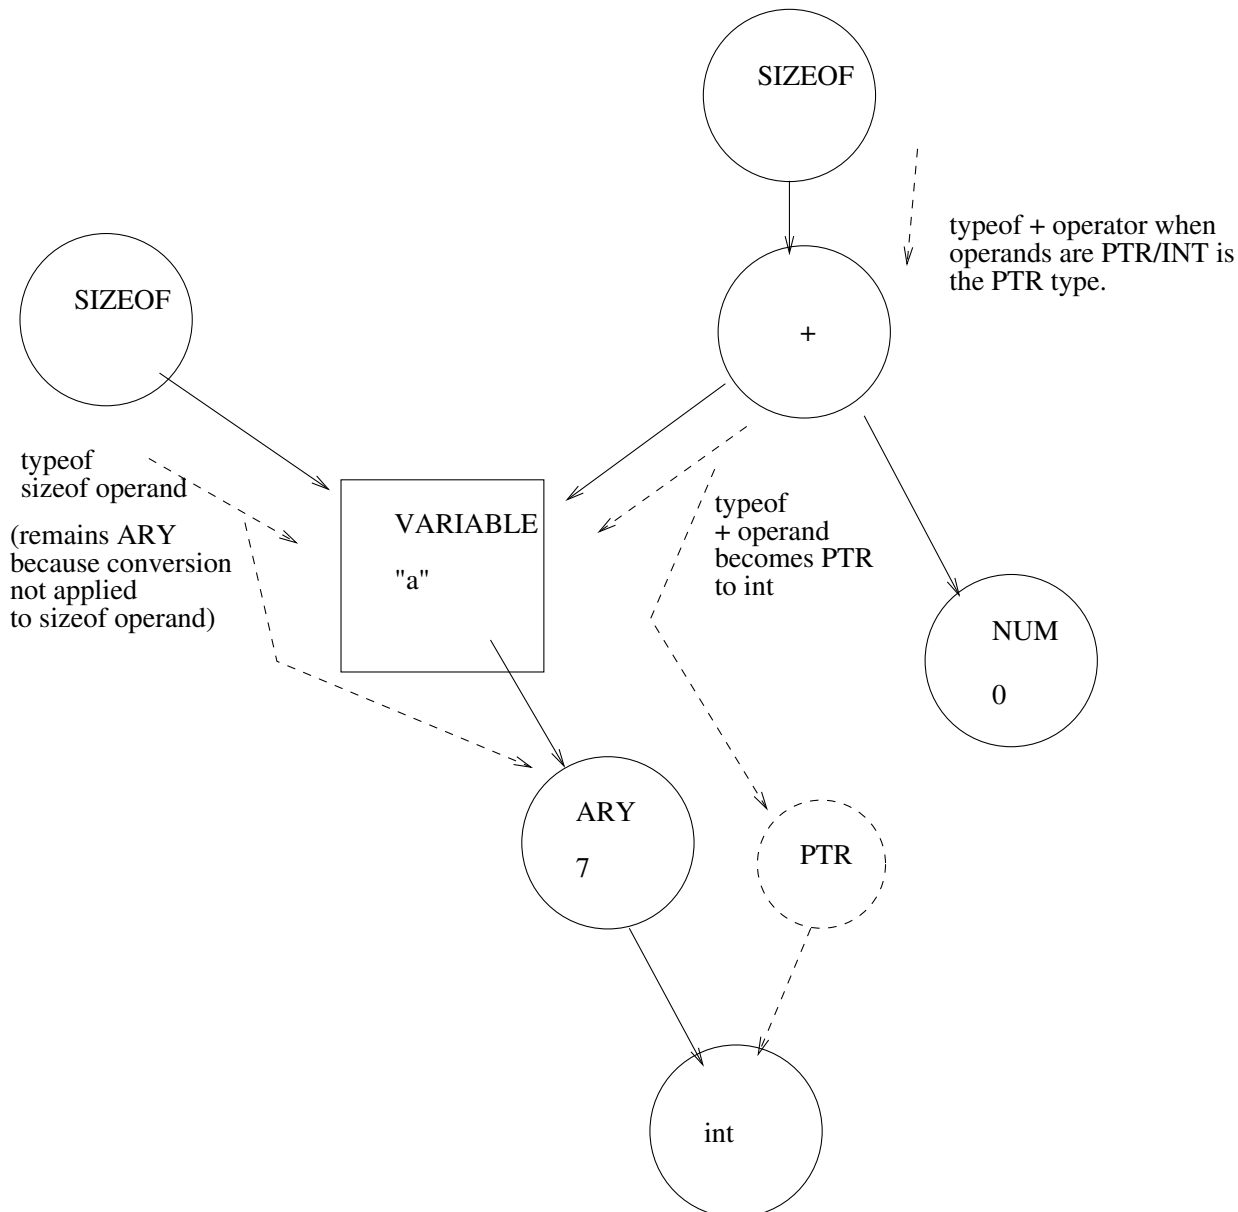 SIZEOF
typeof + operator when
operands are PTR/INT is
the PTR type.
SIZEOF
+
typeof
sizeof operand
(remains ARY
because conversion
not applied
to sizeof operand)
VARIABLE
"a"
typeof
+ operand
becomes PTR
to int
NUM
0
ARY
7
PTR
int